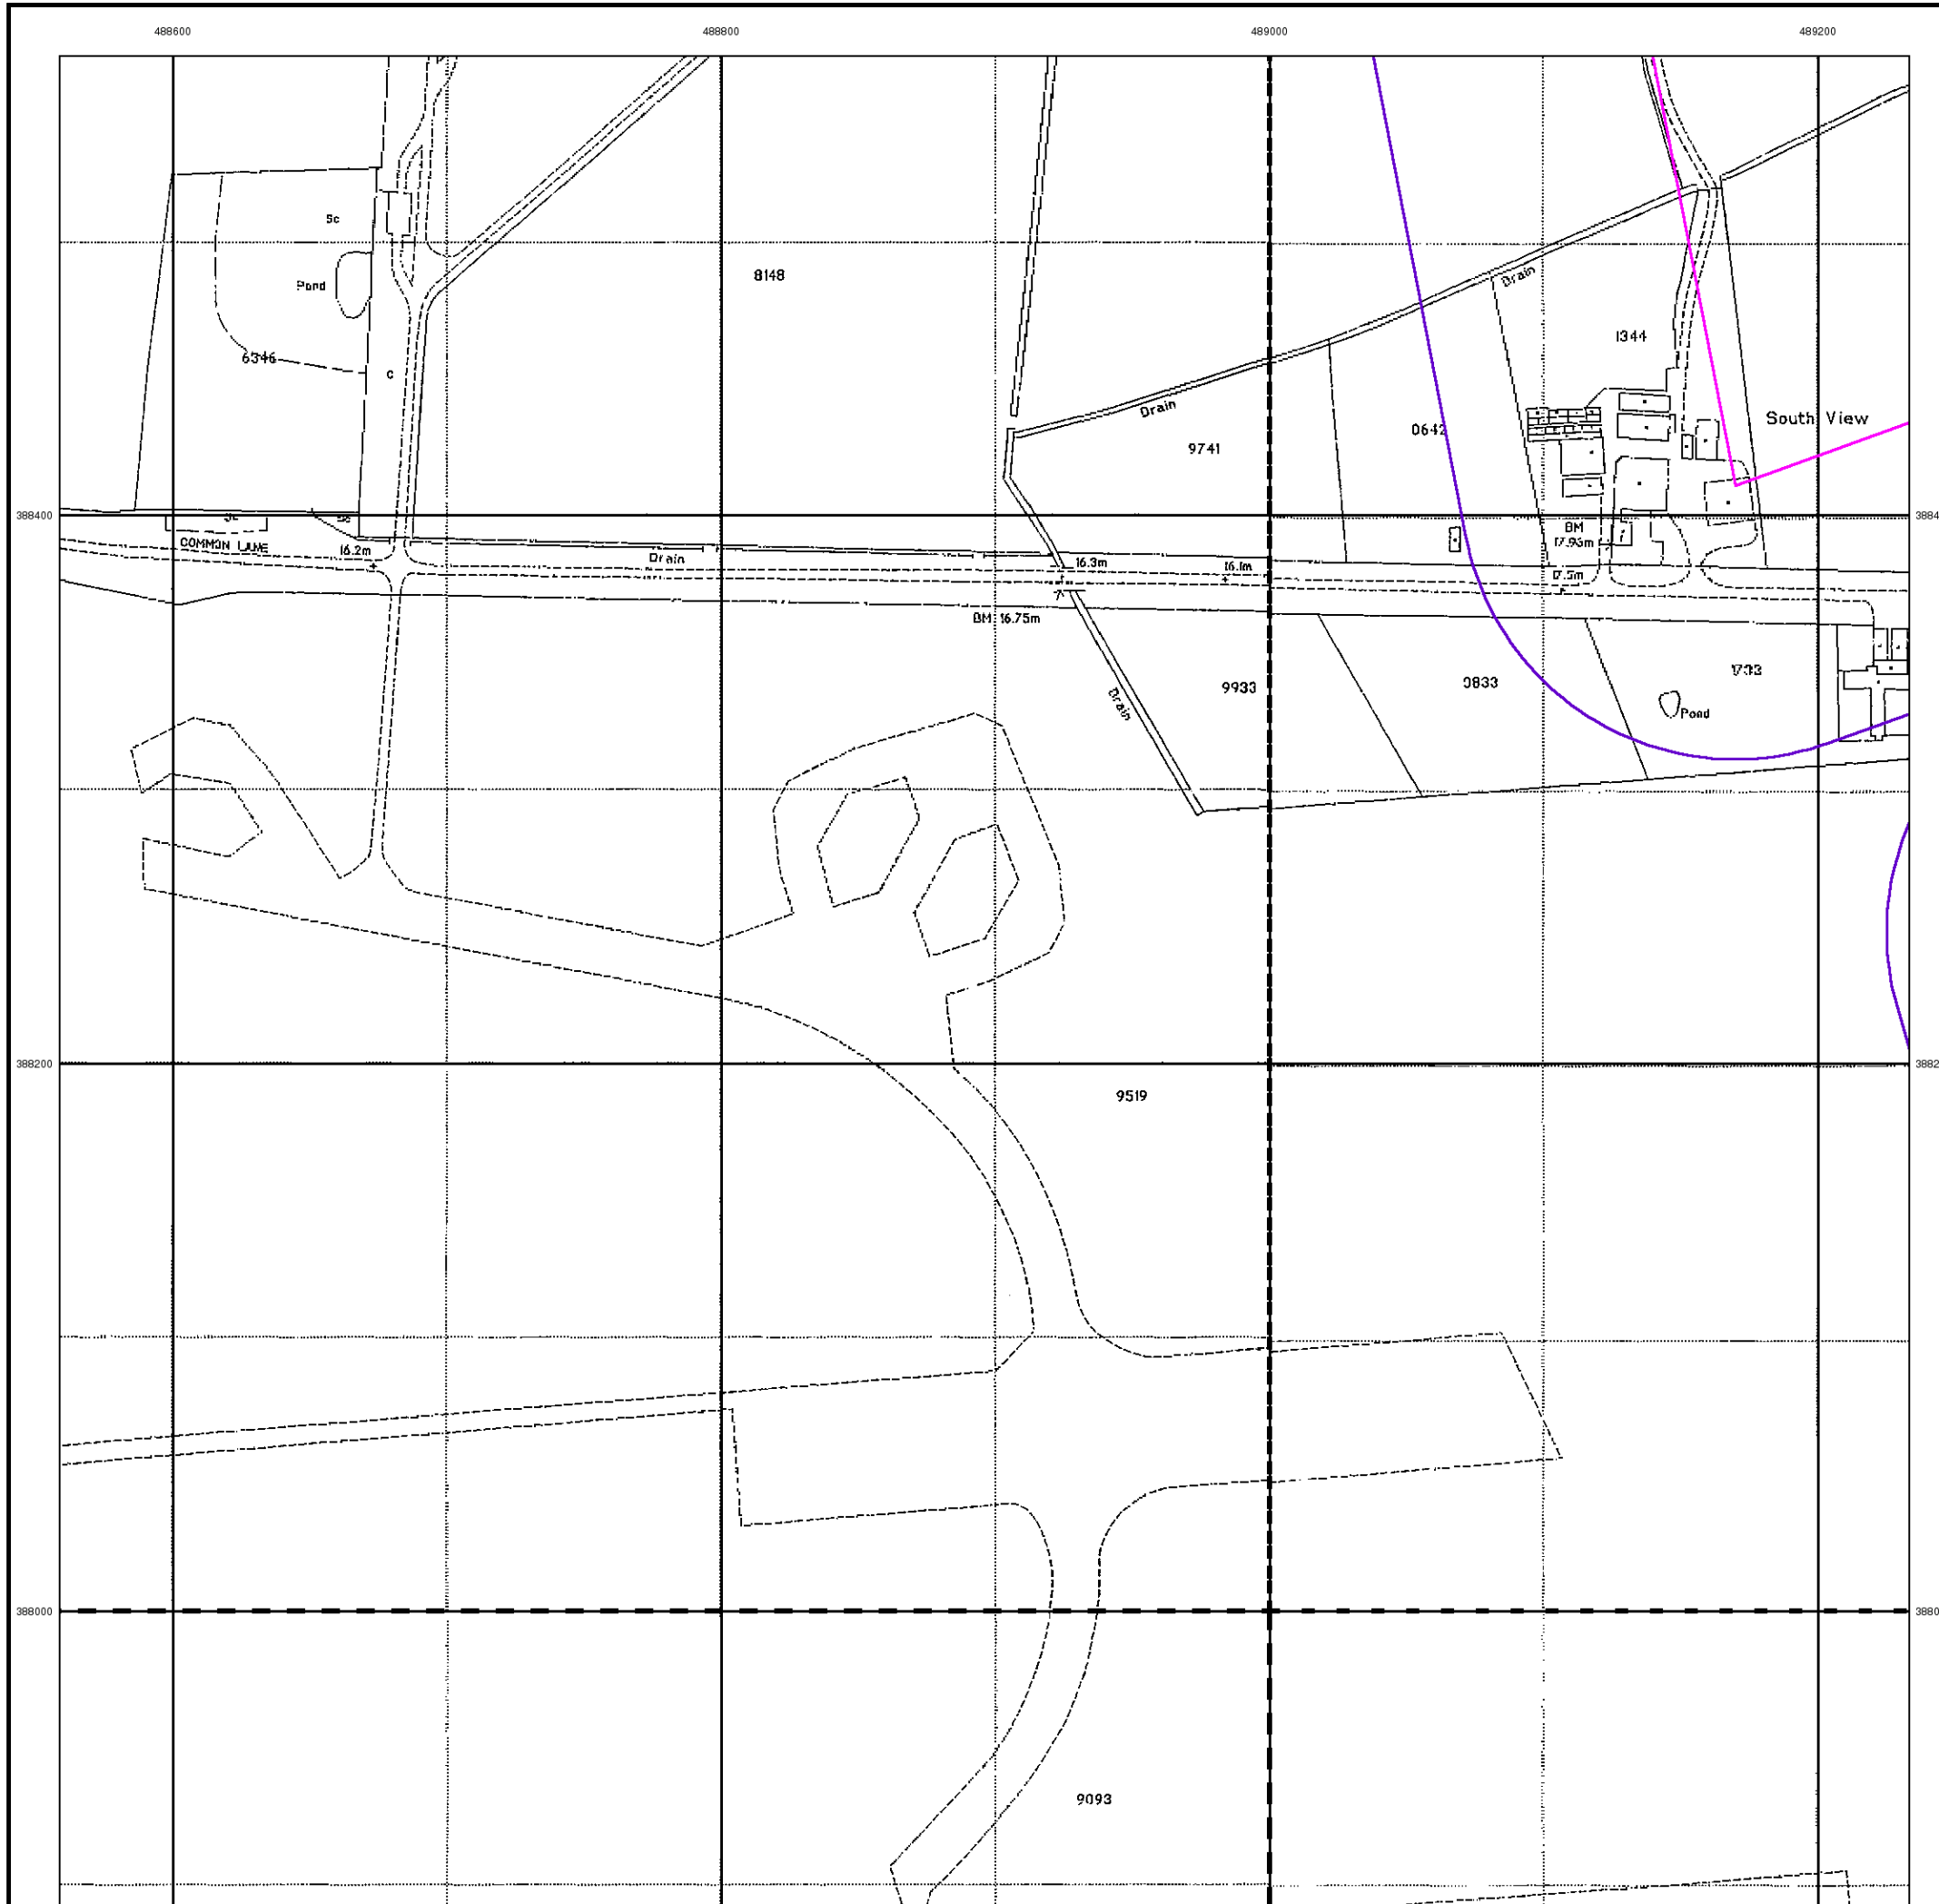 488600
488800
489000
489200
Sc
8148
Pond
Drain
1344
6346
C
Drain
South View
0642
9741
388400
BM
17.93m
COMMON LANE
16.2m
Drain
16.3m
16.1m
17.5m
BM 16.75m
9933
1732
Drain
Pond
388200
9519
388000
9093